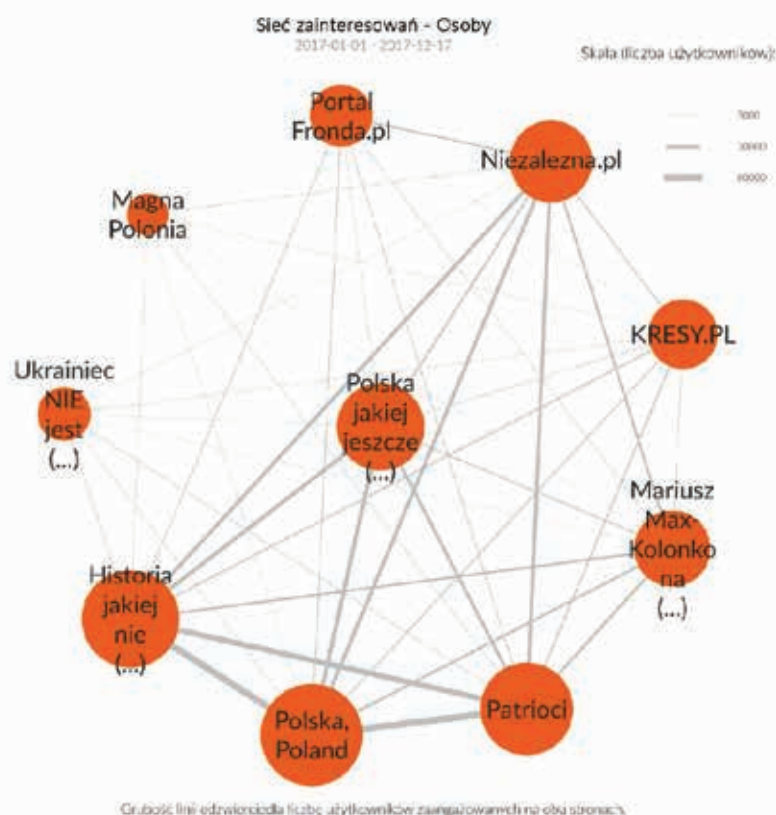 Sieć zainteresowań - Osoby
2017-01-01 - 2017-12-17
Skala (liczba użytkowników):
Portal
Fronda.pl
Niezalezna.pl
Magna
Polonia
KRESY.PL
Ukrainiec
NIE
jest
(...)
Polska
jakiej
jeszcze
(...)
Mariusz
Max-
Kolonko
na
(...)
Historia
jakiej
nie
(...)
Polska,
Poland
Patrioci
Grubość linii odzwierciedla liczbę użytkowników zaangażowanych na obu stronach.